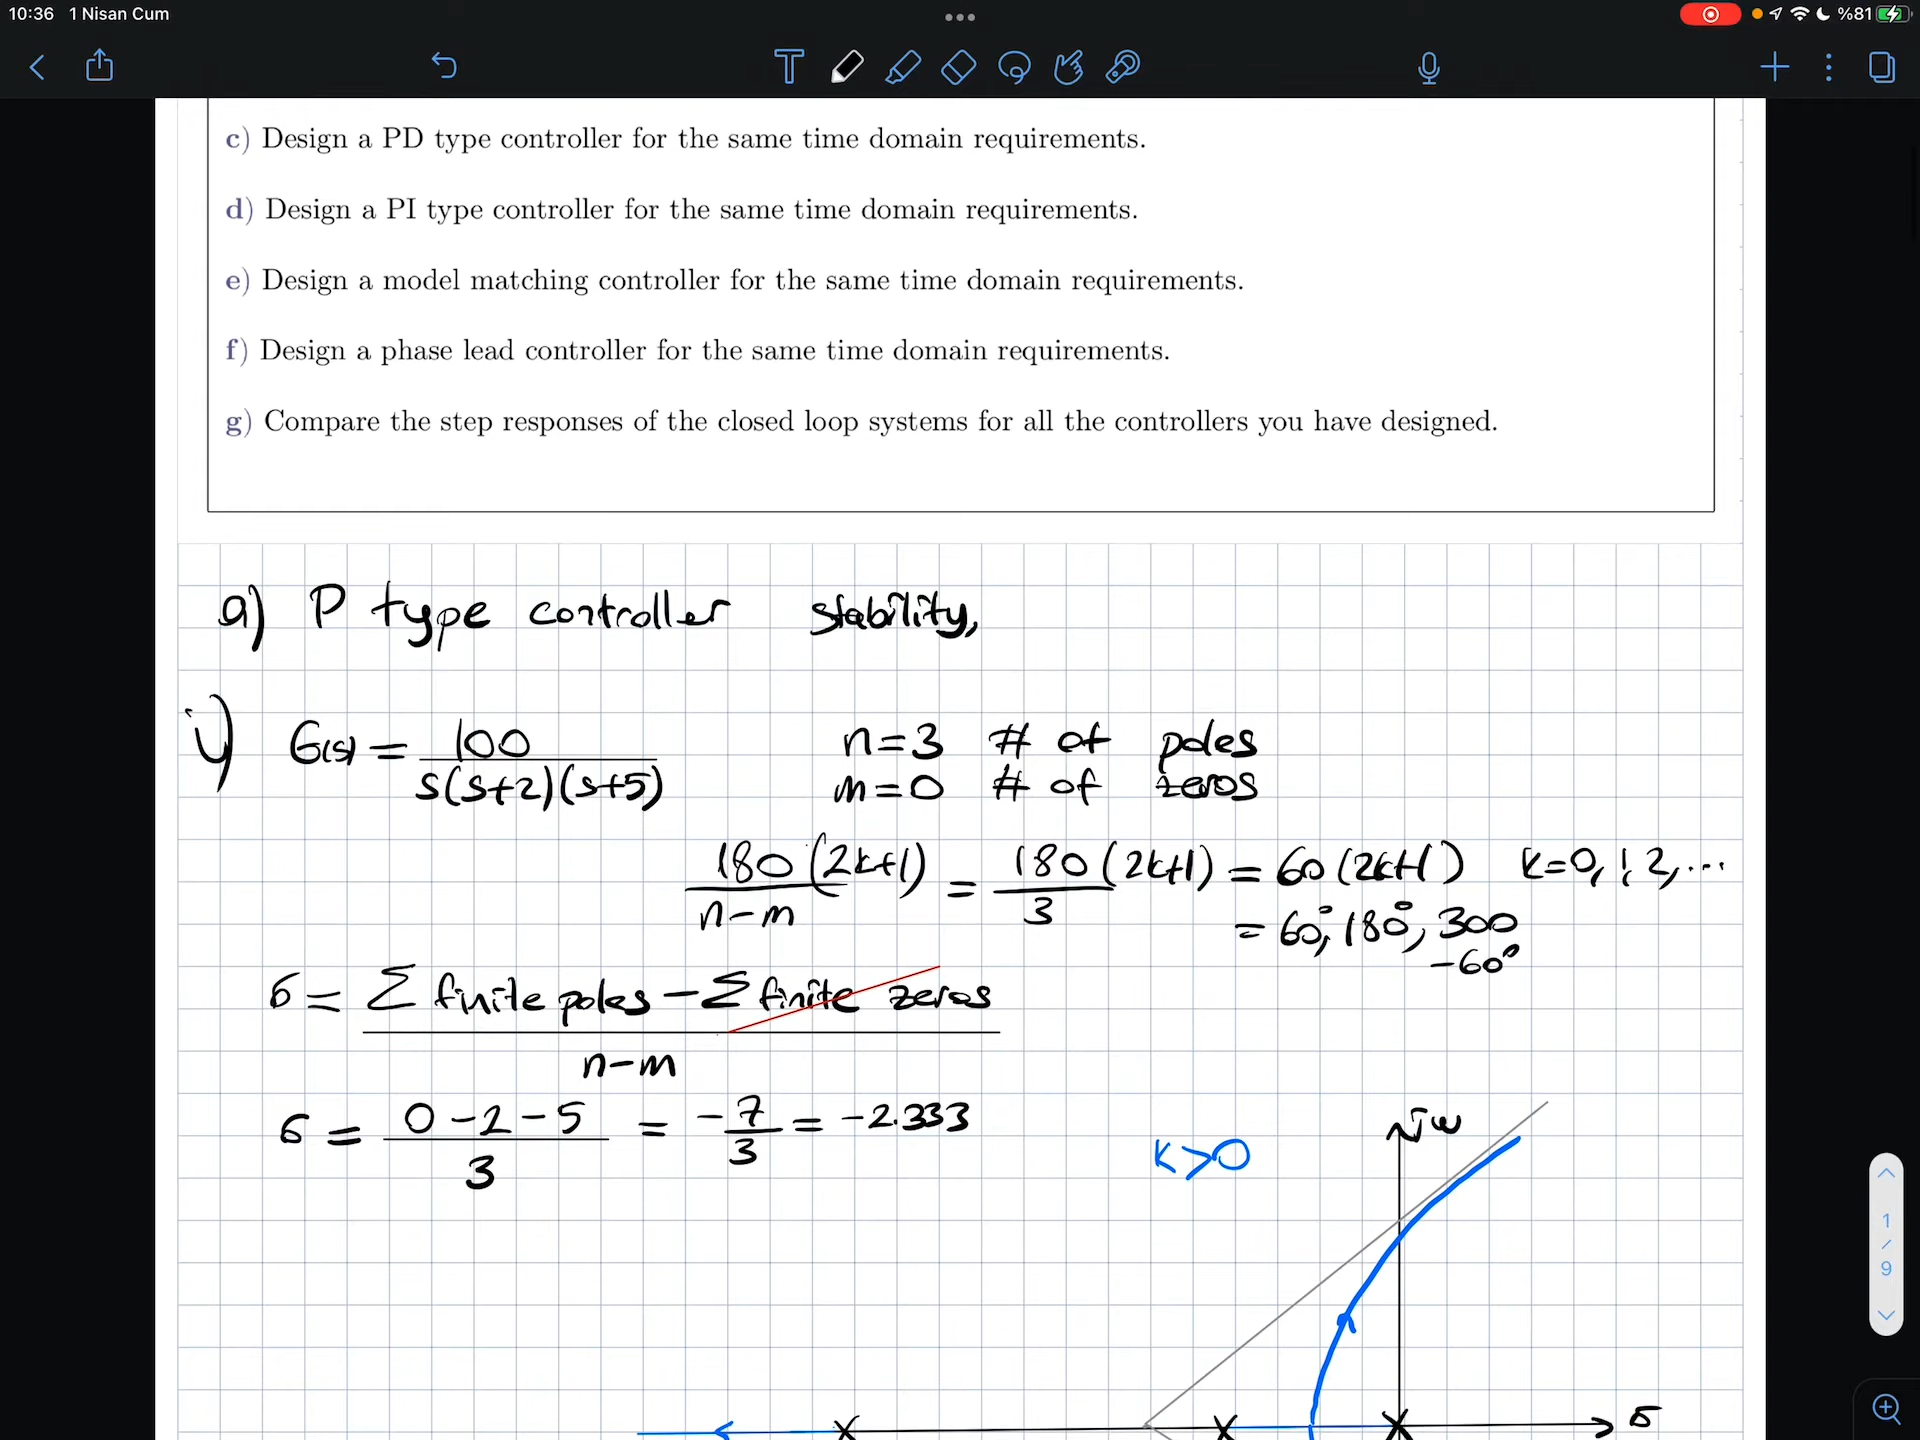 10:36 1 Nisan Cum
%81
c) Design a PD type controller for the same time domain requirements.
d) Design a PI type controller for the same time domain requirements.
e) Design a model matching controller for the same time domain requirements.
f) Design a phase lead controller for the same time domain requirements.
g) Compare the step responses of the closed loop systems for all the controllers you have designed.
a) P type controller stability,
i) G(s) = 100 / s(s+2)(s+5)
n=3 # of poles
m=0 # of zeros
180(2k+1) / n-m = 180(2k+1) / 3 = 60(2k+1) k=0,1,2,...
= 60°, 180°, 300
-60°
σ = Σ finite poles - Σ finite zeros / n-m
σ = 0-2-5 / 3 = -7/3 = -2.333
K>0
jω
σ
1 / 9